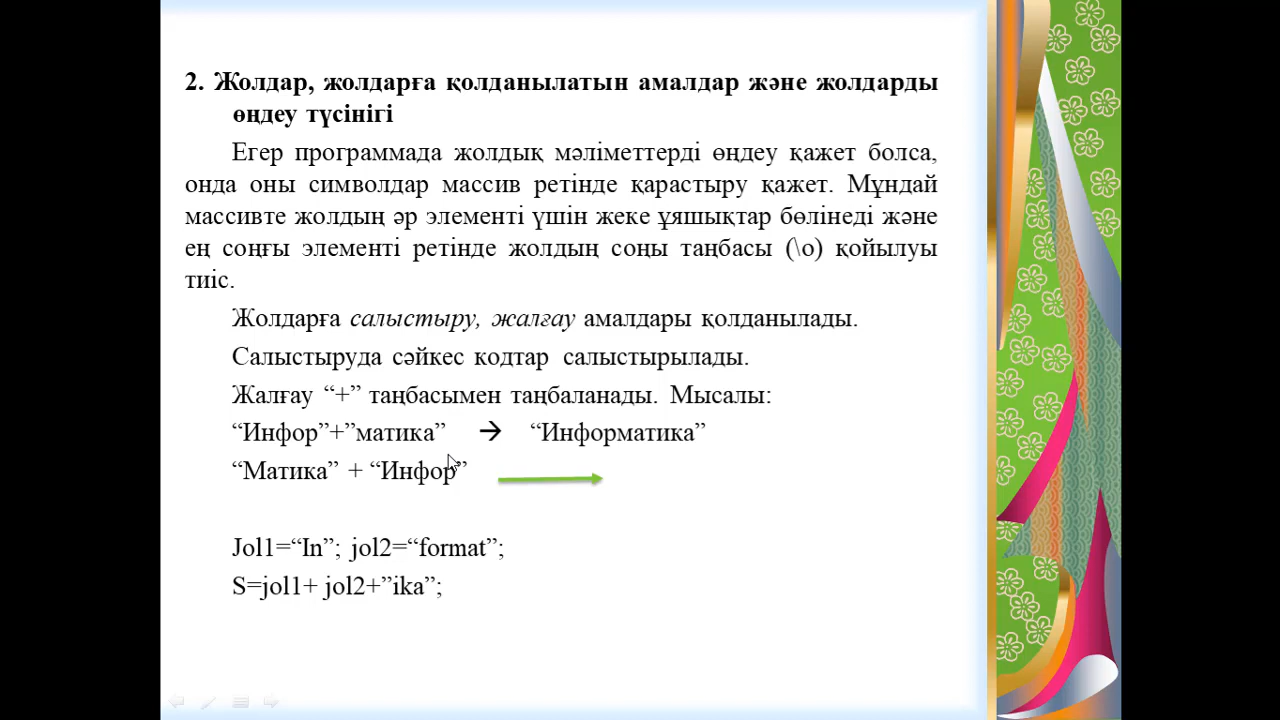 2. Жолдар, жолдарға қолданылатын амалдар және жолдарды
өңдеу түсінігі
Егер программада жолдық мәліметтерді өңдеу қажет болса,
онда оны символдар массив ретінде қарастыру қажет. Мұндай
массивте жолдың әр элементі үшін жеке ұяшықтар бөлінеді және
ең соңғы элементі ретінде жолдың соңы таңбасы (\о) қойылуы
тиіс.
Жолдарға салыстыру, жалғау амалдары қолданылады.
Салыстыруда сәйкес кодтар салыстырылады.
Жалғау “+” таңбасымен таңбаланады. Мысалы:
“Инфор”+”матика” → “Информатика”
“Матика” + “Инфор”
Jol1=“In”; jol2=“format”;
S=jol1+ jol2+”ika”;